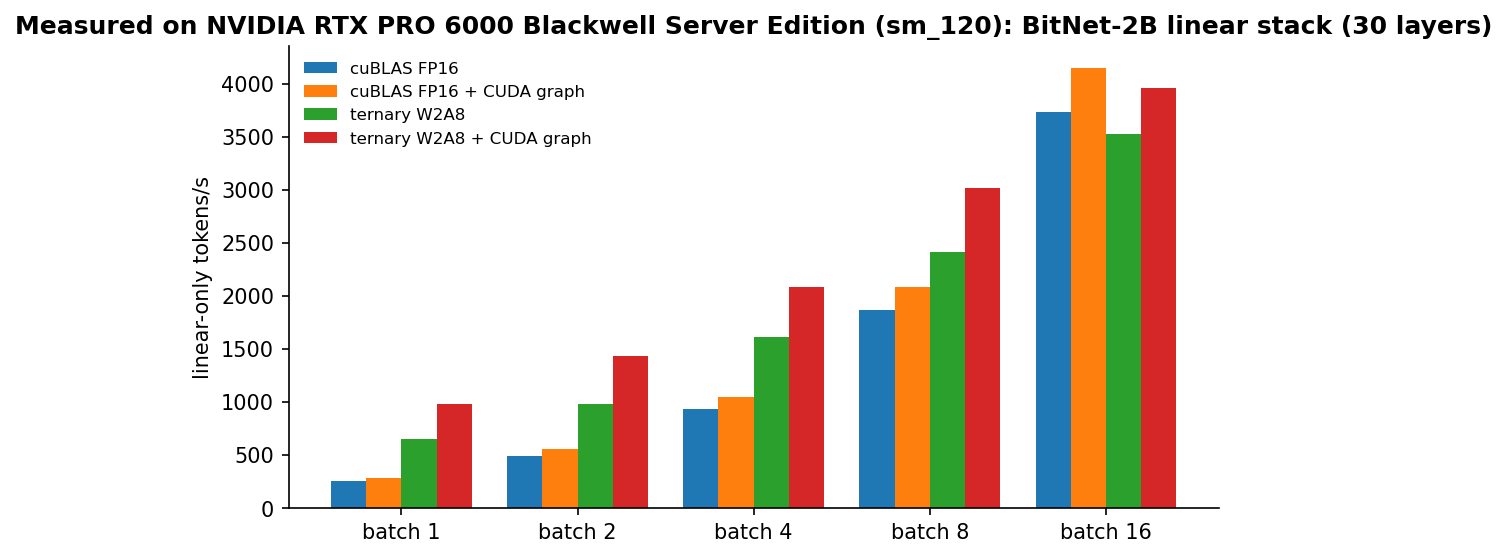 Measured on NVIDIA RTX PRO 6000 Blackwell Server Edition (sm_120): BitNet-2B linear stack (30 layers)
cuBLAS FP16
cuBLAS FP16 + CUDA graph
ternary W2A8
ternary W2A8 + CUDA graph
linear-only tokens/s
4000
3500
3000
2500
2000
1500
1000
500
0
batch 1 batch 2 batch 4 batch 8 batch 16